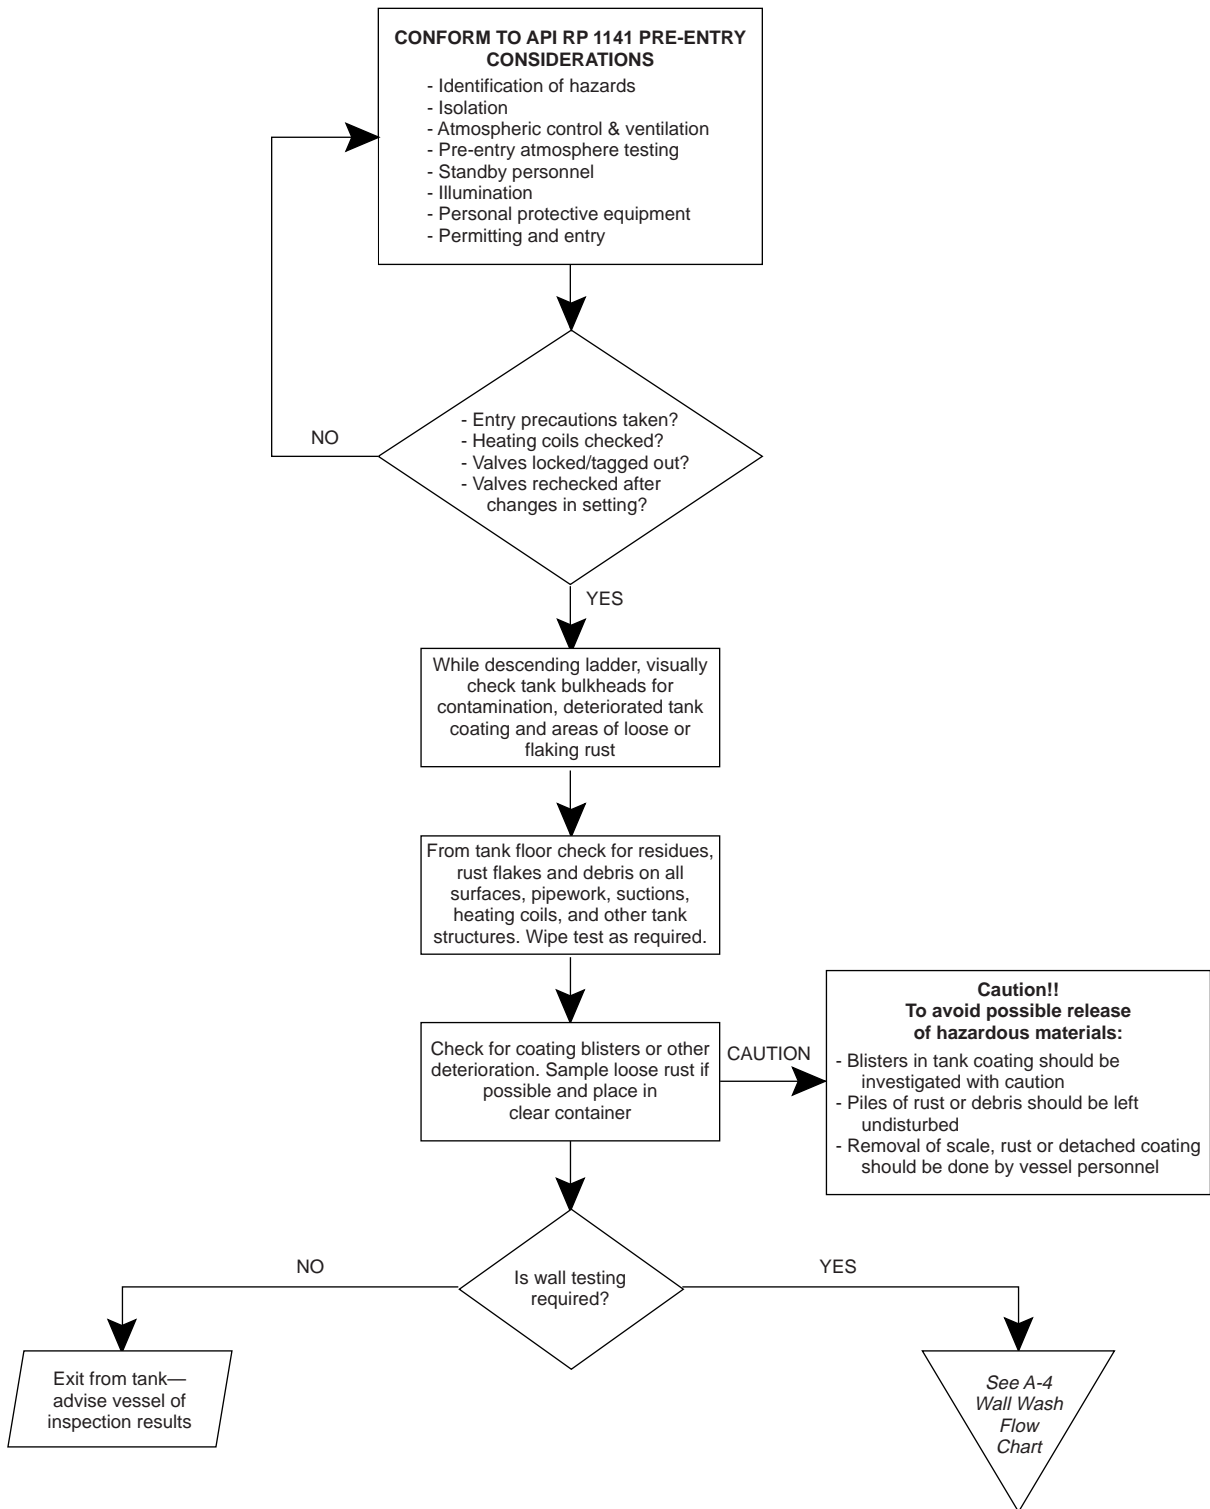 CONFORM TO API RP 1141 PRE-ENTRY
CONSIDERATIONS
- Identification of hazards
- Isolation
- Atmospheric control & ventilation
- Pre-entry atmosphere testing
- Standby personnel
- Illumination
- Personal protective equipment
- Permitting and entry
- Entry precautions taken?
- Heating coils checked?
- Valves locked/tagged out?
- Valves rechecked after
changes in setting?
NO
YES
While descending ladder, visually
check tank bulkheads for
contamination, deteriorated tank
coating and areas of loose or
flaking rust
From tank floor check for residues,
rust flakes and debris on all
surfaces, pipework, suctions,
heating coils, and other tank
structures. Wipe test as required.
Check for coating blisters or other
deterioration. Sample loose rust if
possible and place in
clear container
CAUTION
Caution!!
To avoid possible release
of hazardous materials:
- Blisters in tank coating should be
investigated with caution
- Piles of rust or debris should be left
undisturbed
- Removal of scale, rust or detached coating
should be done by vessel personnel
Is wall testing
required?
NO
YES
Exit from tank—
advise vessel of
inspection results
See A-4
Wall Wash
Flow
Chart